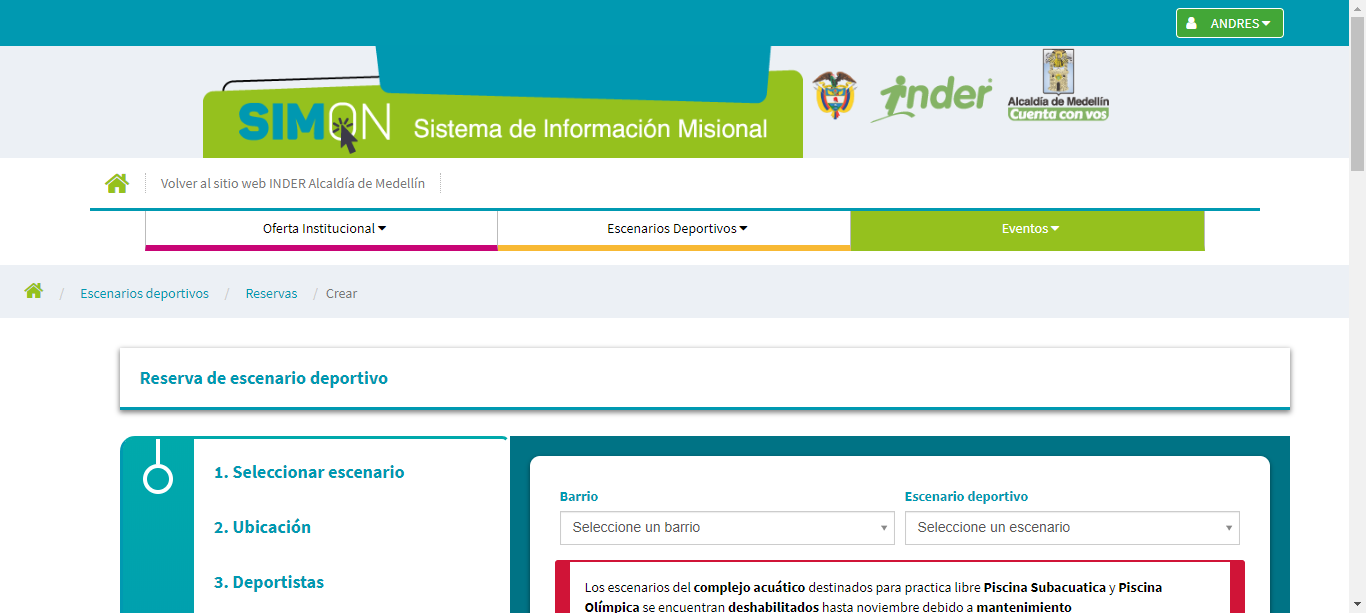 ANDRES
SIMON
Sistema de Información Misional
inder
Alcaldía de Medellín
Cuenta con vos
Volver al sitio web INDER Alcaldía de Medellín
Oferta Institucional
Escenarios Deportivos
Eventos
/ Escenarios deportivos / Reservas / Crear
Reserva de escenario deportivo
1. Seleccionar escenario
2. Ubicación
3. Deportistas
Barrio
Seleccione un barrio
Escenario deportivo
Seleccione un escenario
Los escenarios del complejo acuático destinados para practica libre Piscina Subacuatica y Piscina
Olímpica se encuentran deshabilitados hasta noviembre debido a mantenimiento